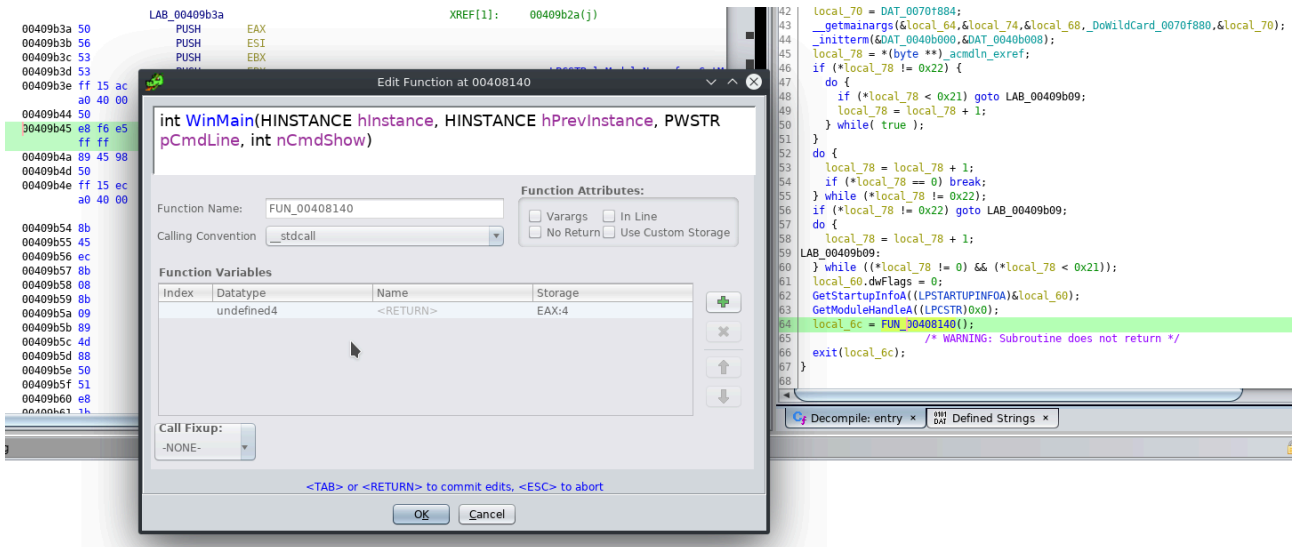 LAB_00409b3a XREF[1]: 00409b2a(j)
00409b3a 50 PUSH EAX
00409b3b 56 PUSH ESI
00409b3c 53 PUSH EBX
00409b3d 53
00409b3e ff 15 ac
a0 40 00
00409b44 50
00409b45 e8 f6 e5
ff ff
00409b4a 89 45 98
00409b4d 50
00409b4e ff 15 ec
a0 40 00
00409b54 8b
00409b55 45
00409b56 ec
00409b57 8b
00409b58 08
00409b59 8b
00409b5a 09
00409b5b 89
00409b5c 4d
00409b5d 88
00409b5e 50
00409b5f 51
00409b60 e8
00409b61 1b
Edit Function at 00408140
int WinMain(HINSTANCE hInstance, HINSTANCE hPrevInstance, PWSTR
pCmdLine, int nCmdShow)
Function Name: FUN_00408140
Calling Convention __stdcall
Function Attributes:
Varargs In Line
No Return Use Custom Storage
Function Variables
Index Datatype Name Storage
undefined4 <RETURN> EAX:4
Call Fixup:
-NONE-
<TAB> or <RETURN> to commit edits, <ESC> to abort
OK Cancel
42 local_70 = DAT_0070f884;
43 __getmainargs(&local_64,&local_74,&local_68,_DoWildCard_0070f880,&local_70);
44 _initterm(&DAT_0040b000,&DAT_0040b008);
45 local_78 = *(byte **)_acmdln_exref;
46 if (*local_78 != 0x22) {
47 do {
48 if (*local_78 < 0x21) goto LAB_00409b09;
49 local_78 = local_78 + 1;
50 } while( true );
51 }
52 do {
53 local_78 = local_78 + 1;
54 if (*local_78 == 0) break;
55 } while (*local_78 != 0x22);
56 if (*local_78 != 0x22) goto LAB_00409b09;
57 do {
58 local_78 = local_78 + 1;
59 LAB_00409b09:
60 } while ((*local_78 != 0) && (*local_78 < 0x21));
61 local_60.dwFlags = 0;
62 GetStartupInfoA((LPSTARTUPINFOA)&local_60);
63 GetModuleHandleA((LPCSTR)0x0);
64 local_6c = FUN_00408140();
65 /* WARNING: Subroutine does not return */
66 exit(local_6c);
67 }
68
Decompile: entry × Defined Strings ×